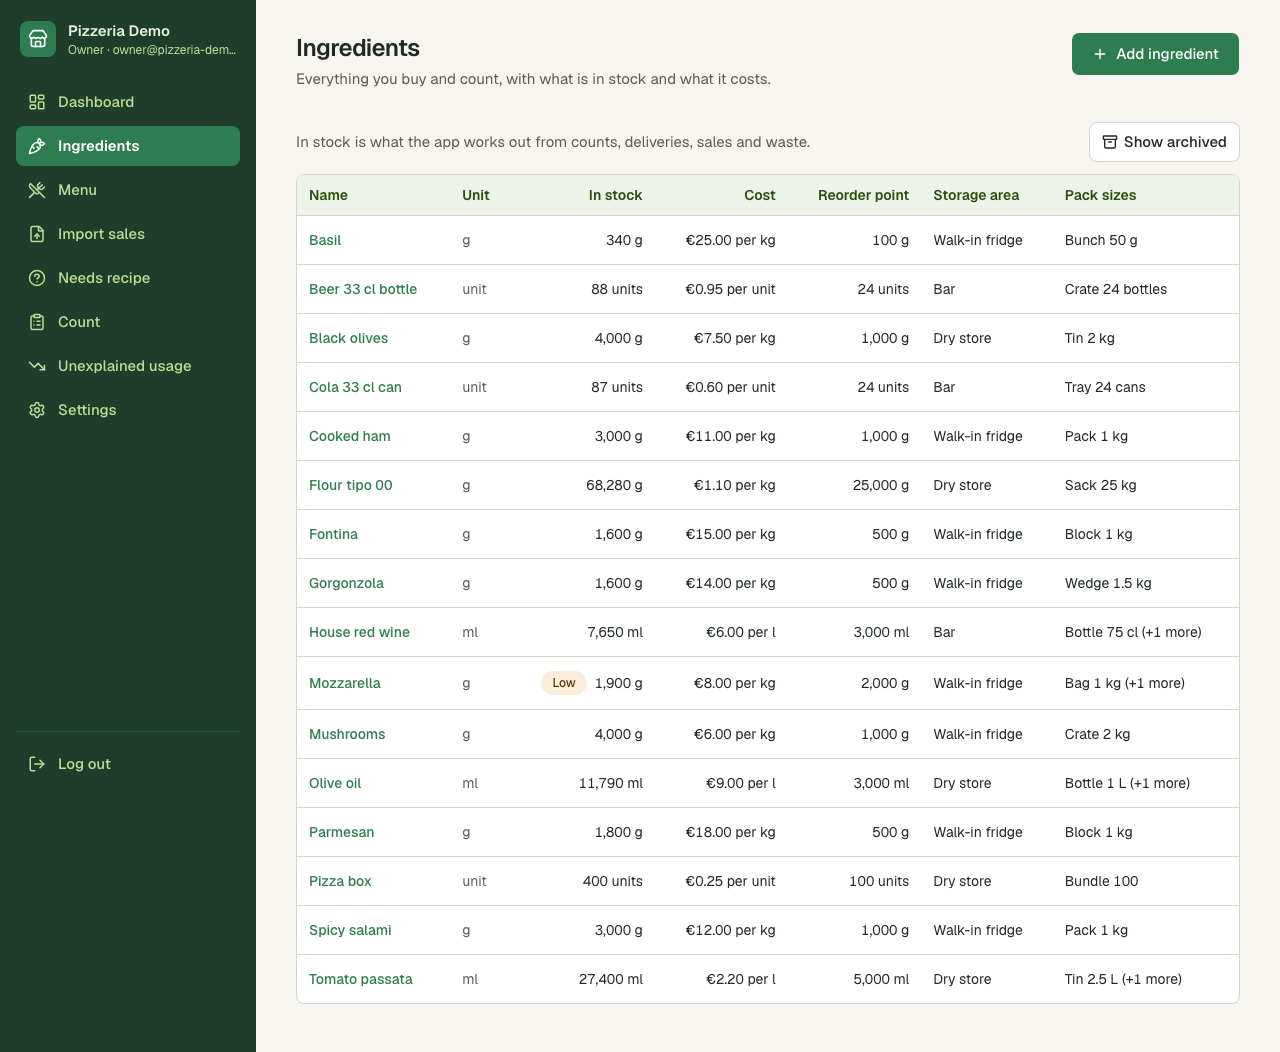 Pizzeria Demo
Owner · owner@pizzeria-dem…
Dashboard
Ingredients
Menu
Import sales
Needs recipe
Count
Unexplained usage
Settings
Log out
Ingredients
Everything you buy and count, with what is in stock and what it costs.
Add ingredient
In stock is what the app works out from counts, deliveries, sales and waste.
Show archived
Name Unit In stock Cost Reorder point Storage area Pack sizes
Basil g 340 g €25.00 per kg 100 g Walk-in fridge Bunch 50 g
Beer 33 cl bottle unit 88 units €0.95 per unit 24 units Bar Crate 24 bottles
Black olives g 4,000 g €7.50 per kg 1,000 g Dry store Tin 2 kg
Cola 33 cl can unit 87 units €0.60 per unit 24 units Bar Tray 24 cans
Cooked ham g 3,000 g €11.00 per kg 1,000 g Walk-in fridge Pack 1 kg
Flour tipo 00 g 68,280 g €1.10 per kg 25,000 g Dry store Sack 25 kg
Fontina g 1,600 g €15.00 per kg 500 g Walk-in fridge Block 1 kg
Gorgonzola g 1,600 g €14.00 per kg 500 g Walk-in fridge Wedge 1.5 kg
House red wine ml 7,650 ml €6.00 per l 3,000 ml Bar Bottle 75 cl (+1 more)
Mozzarella g Low 1,900 g €8.00 per kg 2,000 g Walk-in fridge Bag 1 kg (+1 more)
Mushrooms g 4,000 g €6.00 per kg 1,000 g Walk-in fridge Crate 2 kg
Olive oil ml 11,790 ml €9.00 per l 3,000 ml Dry store Bottle 1 L (+1 more)
Parmesan g 1,800 g €18.00 per kg 500 g Walk-in fridge Block 1 kg
Pizza box unit 400 units €0.25 per unit 100 units Dry store Bundle 100
Spicy salami g 3,000 g €12.00 per kg 1,000 g Walk-in fridge Pack 1 kg
Tomato passata ml 27,400 ml €2.20 per l 5,000 ml Dry store Tin 2.5 L (+1 more)